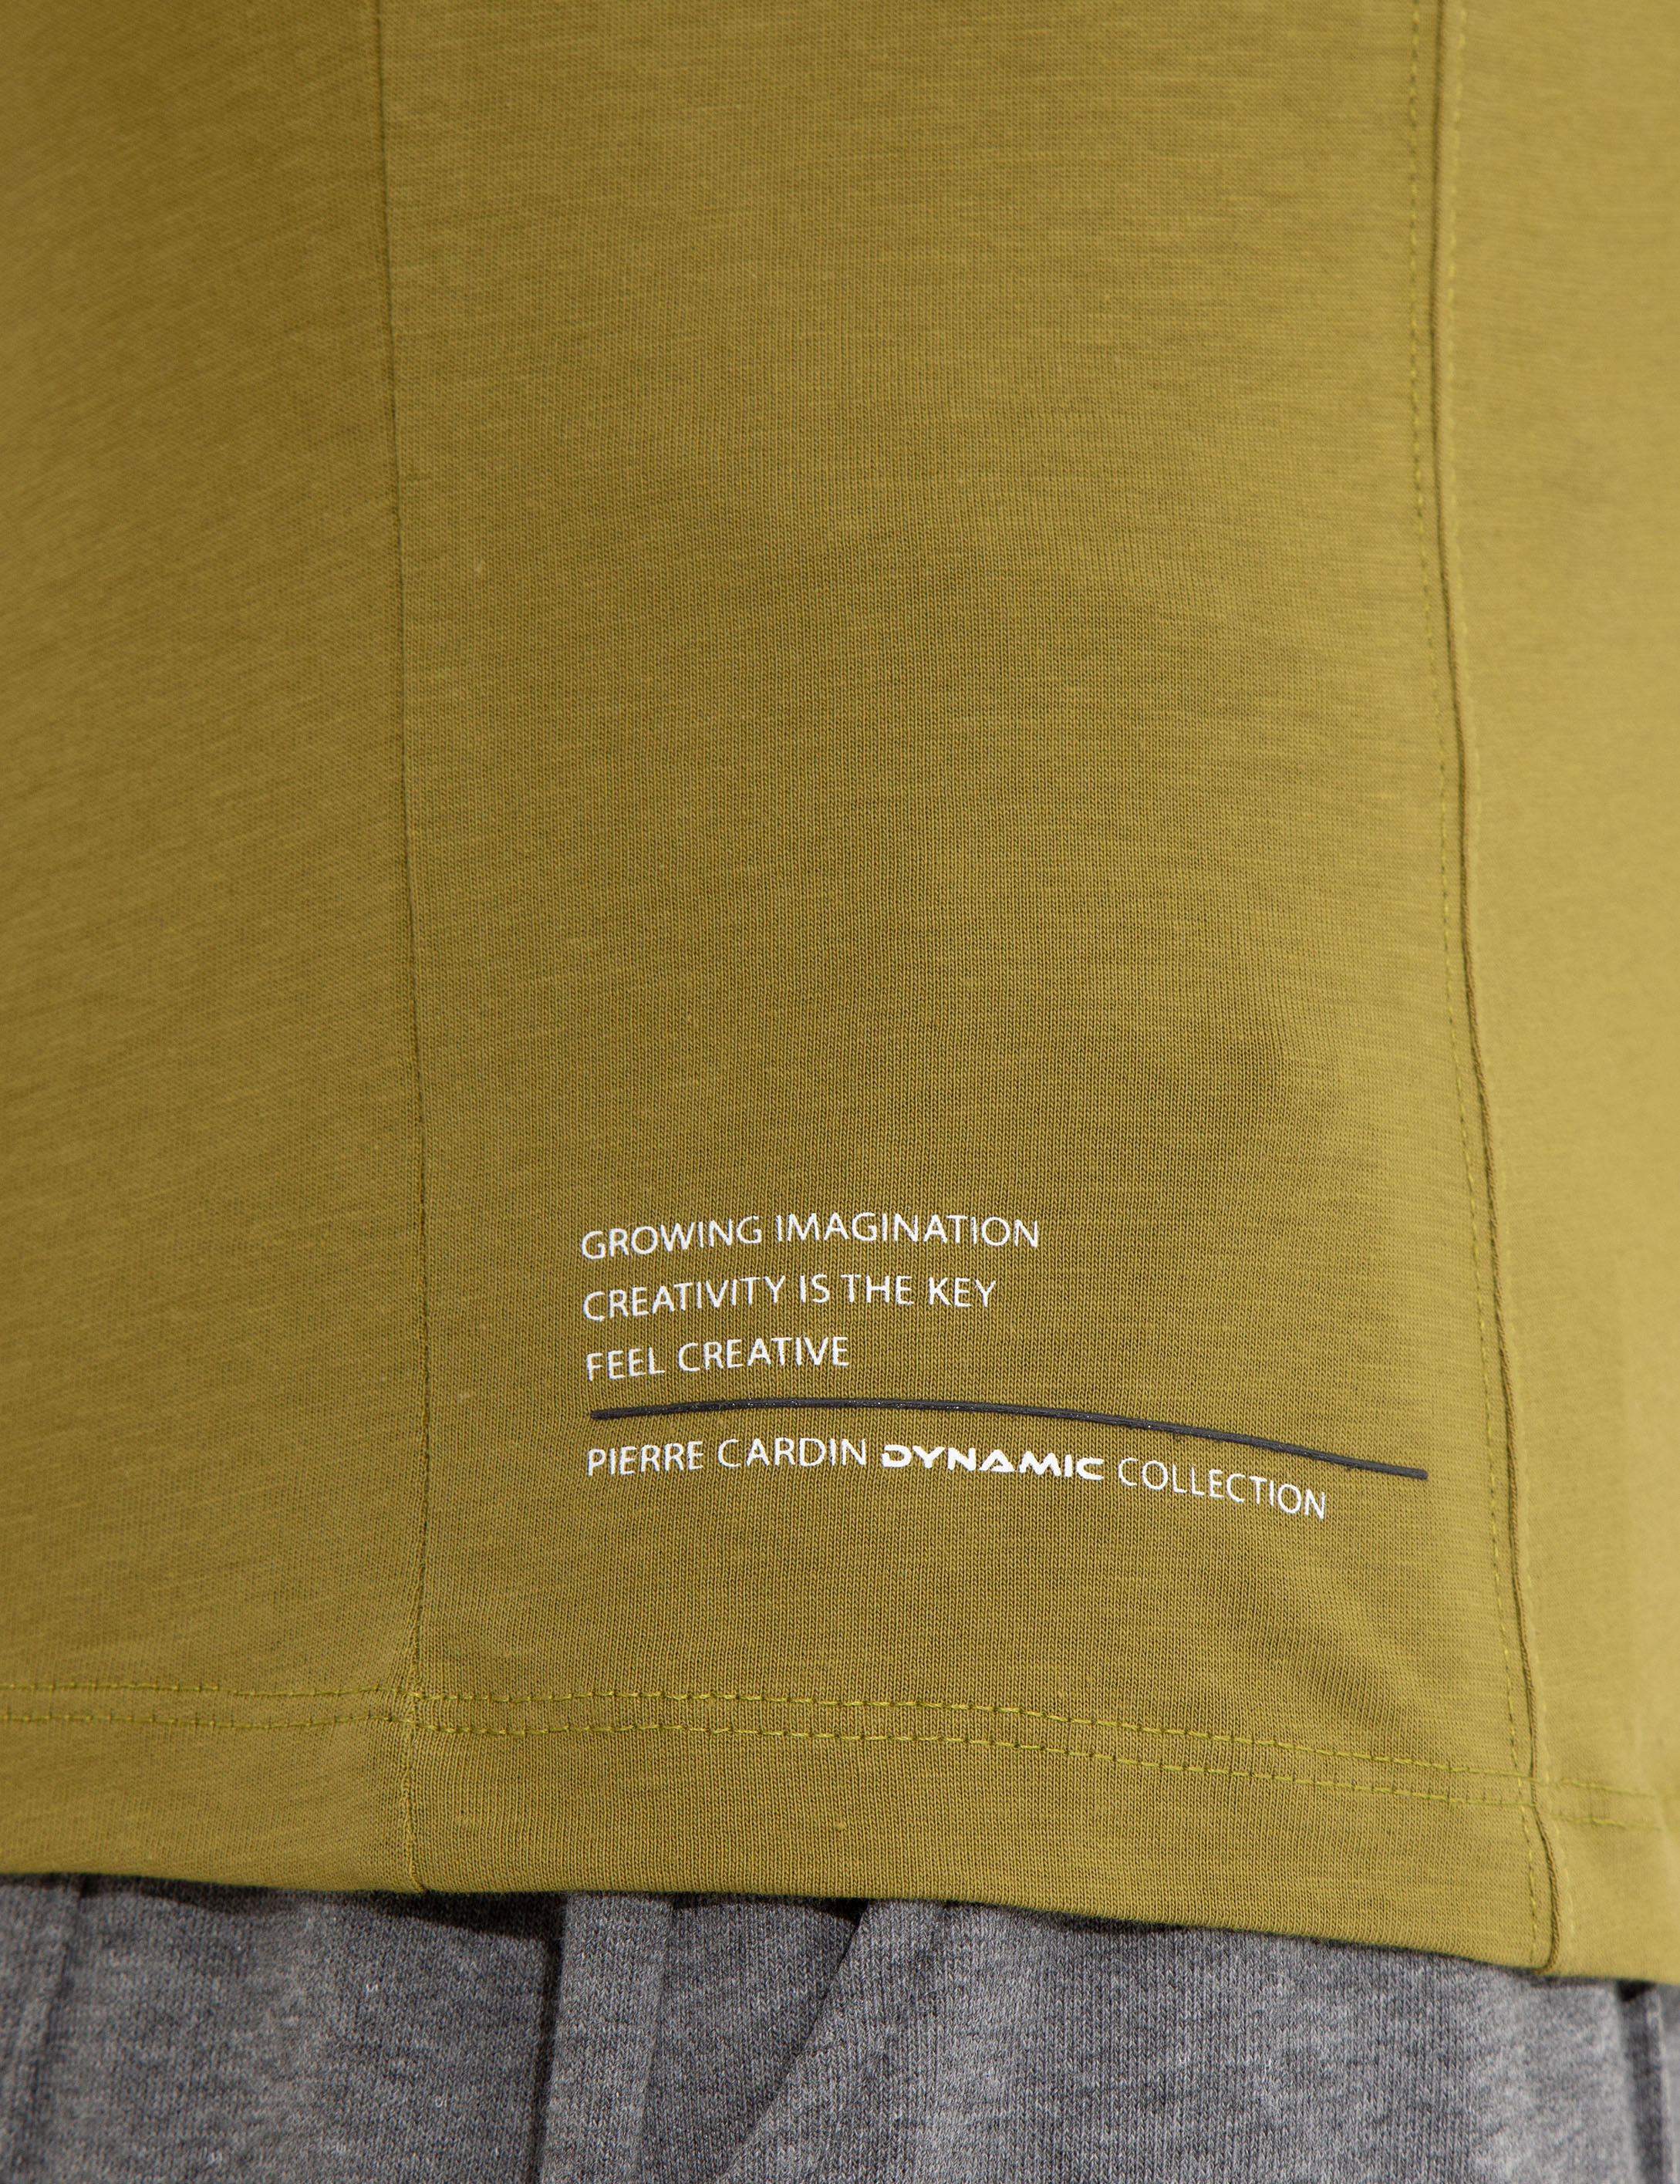 GROWING IMAGINATION
CREATIVITY IS THE KEY
FEEL CREATIVE
PIERRE CARDIN DYNAMIC COLLECTION